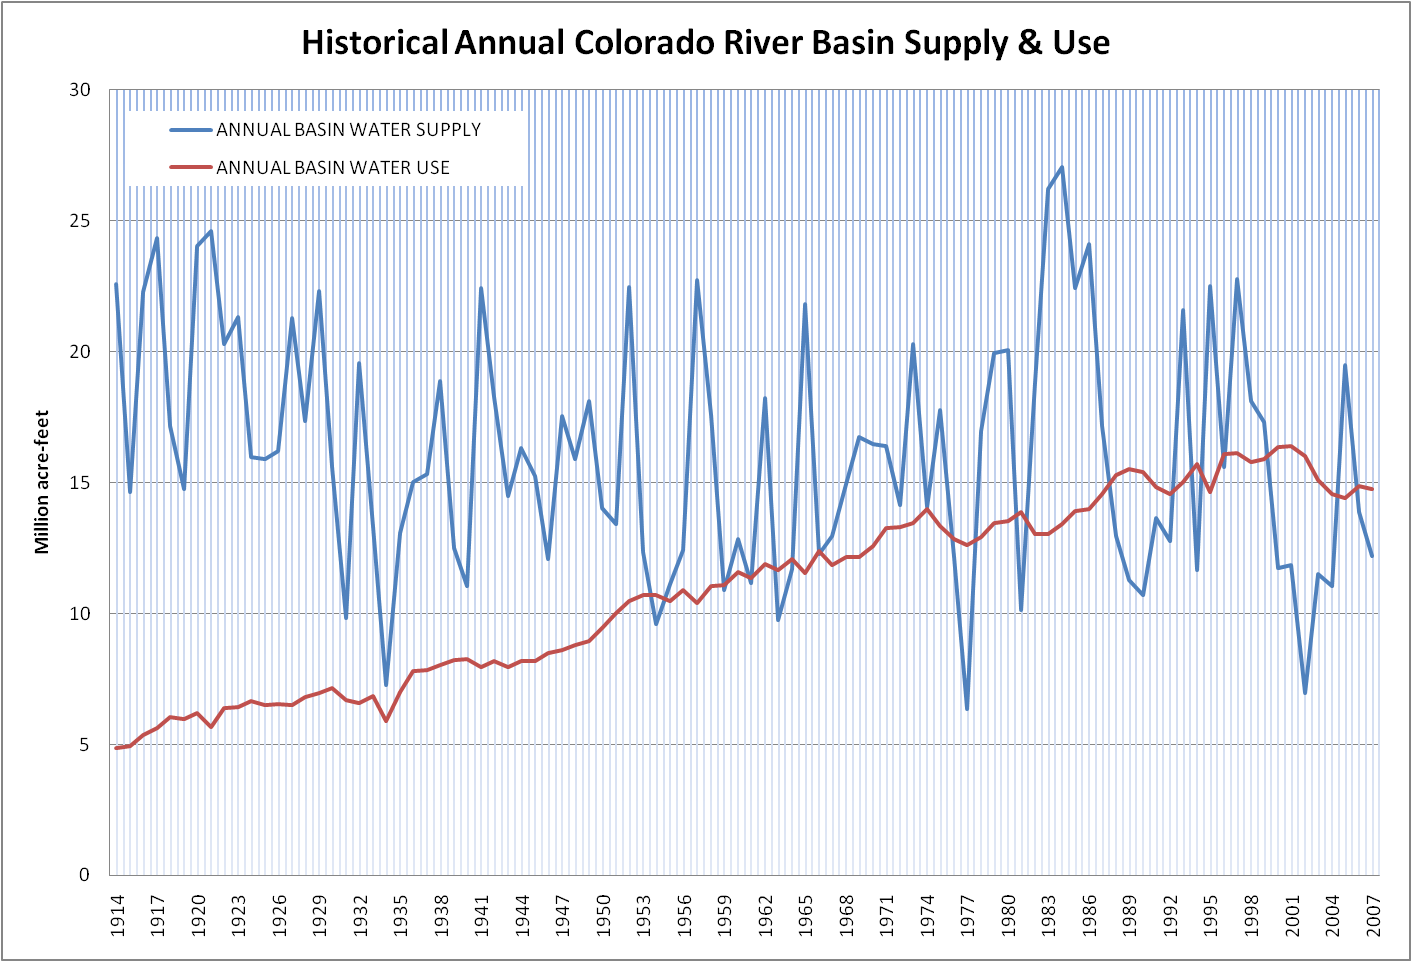 Historical Annual Colorado River Basin Supply & Use
30
ANNUAL BASIN WATER SUPPLY
ANNUAL BASIN WATER USE
25
20
15
10
5
0
Million acre-feet
1914 1917 1920 1923 1926 1929 1932 1935 1938 1941 1944 1947 1950 1953 1956 1959 1962 1965 1968 1971 1974 1977 1980 1983 1986 1989 1992 1995 1998 2001 2004 2007